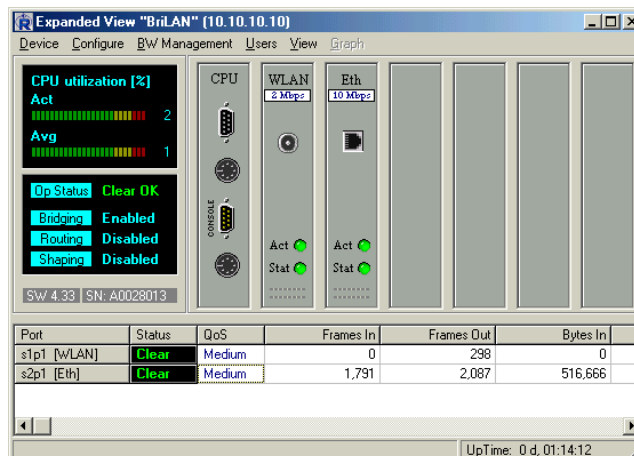 Expanded View "BriLAN" (10.10.10.10)
Device Configure BW Management Users View Graph
CPU utilization [%]
Act
2
Avg
1
Op Status Clear OK
Bridging Enabled
Routing Disabled
Shaping Disabled
SW 4.33 SN: A0028013
CPU
CONSOLE
WLAN
2 Mbps
Act
Stat
Eth
10 Mbps
Act
Stat
Port Status QoS Frames In Frames Out Bytes In
s1p1 [WLAN] Clear Medium 0 298 0
s2p1 [Eth] Clear Medium 1,791 2,087 516,666
UpTime: 0 d, 01:14:12